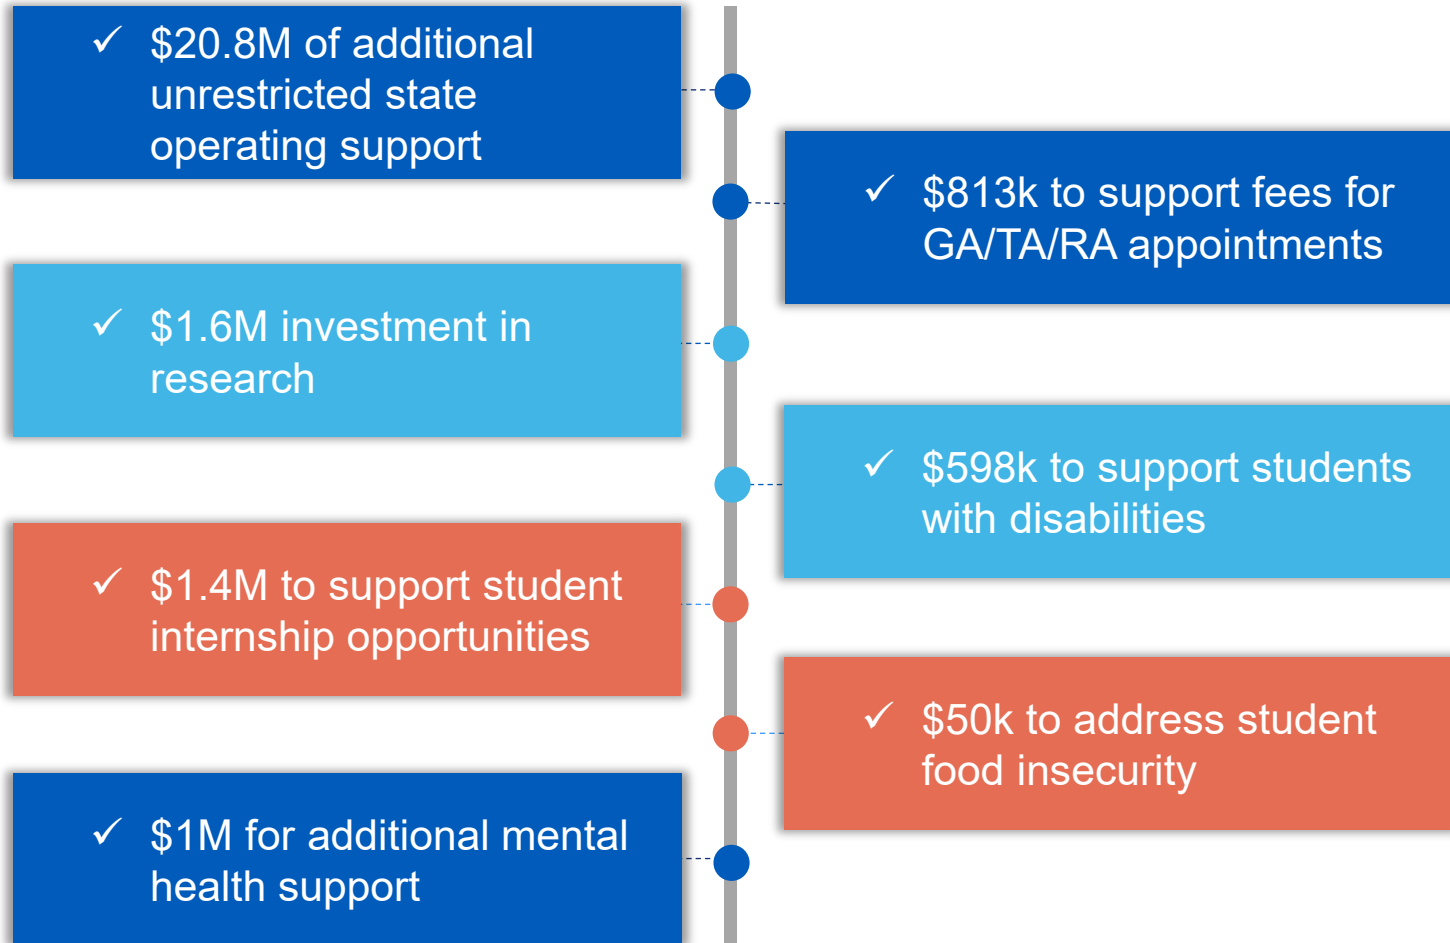 ✓ $20.8M of additional
unrestricted state
operating support
✓ $813k to support fees for
GA/TA/RA appointments
✓ $1.6M investment in
research
✓ $598k to support students
with disabilities
✓ $1.4M to support student
internship opportunities
✓ $50k to address student
food insecurity
✓ $1M for additional mental
health support